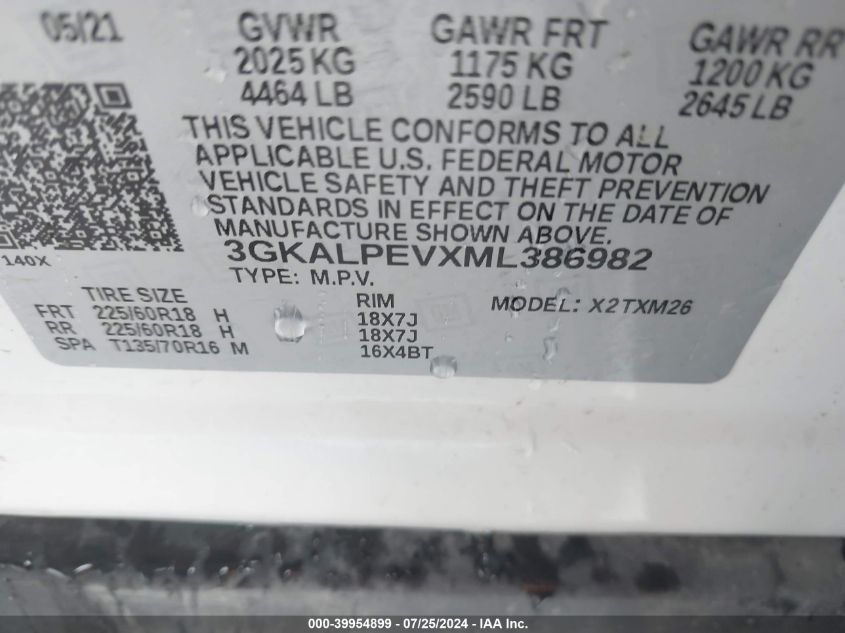 05/21 GVWR GAWR FRT GAWR RR
2025 KG 1175 KG 1200 KG
4464 LB 2590 LB 2645 LB
THIS VEHICLE CONFORMS TO ALL
APPLICABLE U.S. FEDERAL MOTOR
VEHICLE SAFETY AND THEFT PREVENTION
STANDARDS IN EFFECT ON THE DATE OF
MANUFACTURE SHOWN ABOVE.
140X 3GKALPEVXML386982
TYPE: M.P.V.
TIRE SIZE RIM MODEL: X2TXM26
FRT 225/60R18 H 18X7J
RR 225/60R18 H 18X7J
SPA T135/70R16 M 16X4BT
000-39954899 - 07/25/2024 - IAA Inc.